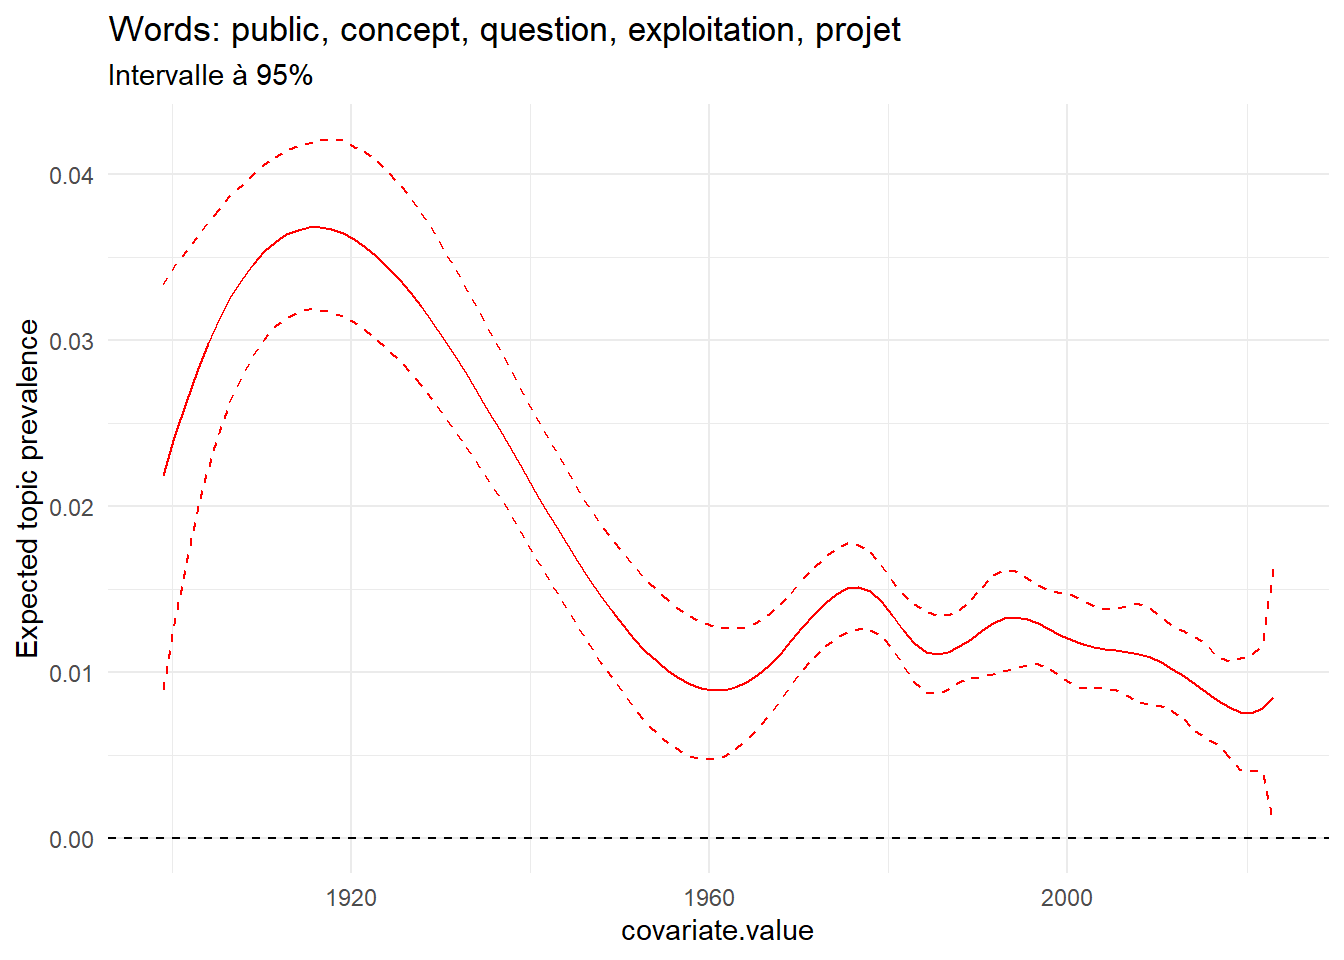 Words: public, concept, question, exploitation, projet
Intervalle à 95%
Expected topic prevalence
0.04
0.03
0.02
0.01
0.00
1920
1960
2000
covariate.value